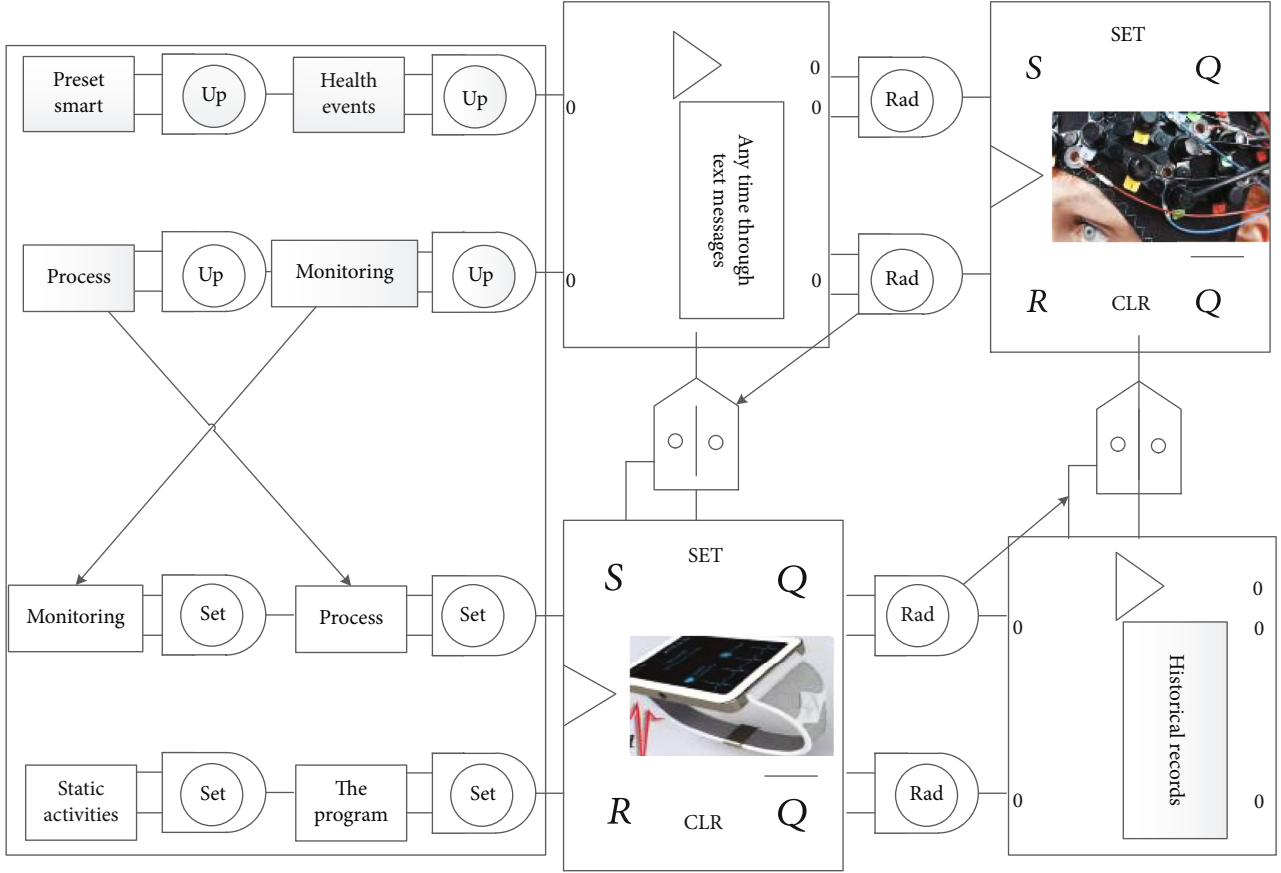 Preset
smart
Up
Health
events
Up
0
0
0
Any time through
text messages
Rad
SET
S
Q
Process
Up
Monitoring
Up
0
0
Rad
R
CLR
Q
Monitoring
Set
Process
Set
SET
S
Q
Rad
0
0
0
Historical records
Static
activities
Set
The
program
Set
R
CLR
Q
Rad
0
0